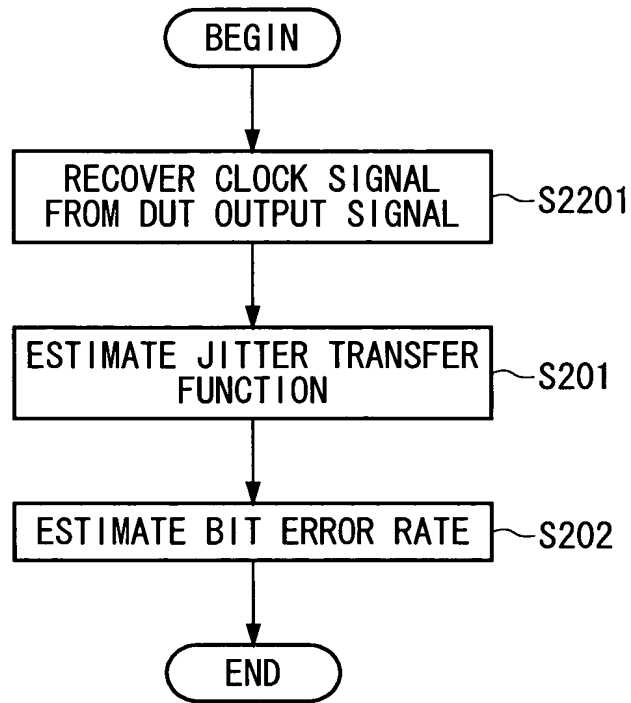 BEGIN
RECOVER CLOCK SIGNAL
FROM DUT OUTPUT SIGNAL
S2201
ESTIMATE JITTER TRANSFER
FUNCTION
S201
ESTIMATE BIT ERROR RATE
S202
END